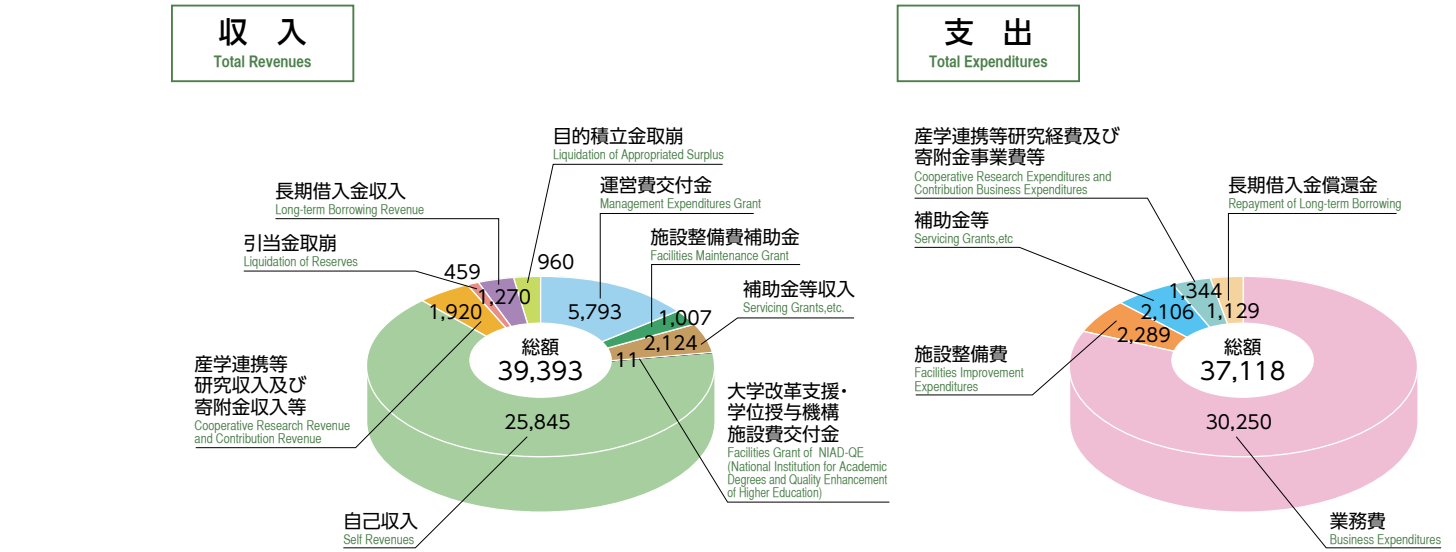 収 入
Total Revenues
目的積立金取崩
Liquidation of Appropriated Surplus
長期借入金収入
Long-term Borrowing Revenue
運営費交付金
Management Expenditures Grant
引当金取崩
Liquidation of Reserves
施設整備費補助金
Facilities Maintenance Grant
補助金等収入
Servicing Grants,etc.
459
1,270
960
1,920
5,793
1,007
2,124
11
総額
39,393
25,845
産学連携等
研究収入及び
寄附金収入等
Cooperative Research Revenue
and Contribution Revenue
大学改革支援・
学位授与機構
施設費交付金
Facilities Grant of NIAD-QE
(National Institution for Academic
Degrees and Quality Enhancement
of Higher Education)
自己収入
Self Revenues
支 出
Total Expenditures
産学連携等研究経費及び
寄附金事業費等
Cooperative Research Expenditures and
Contribution Business Expenditures
長期借入金償還金
Repayment of Long-term Borrowing
補助金等
Servicing Grants,etc
1,344
2,106
1,129
2,289
総額
37,118
30,250
施設整備費
Facilities Improvement
Expenditures
業務費
Business Expenditures